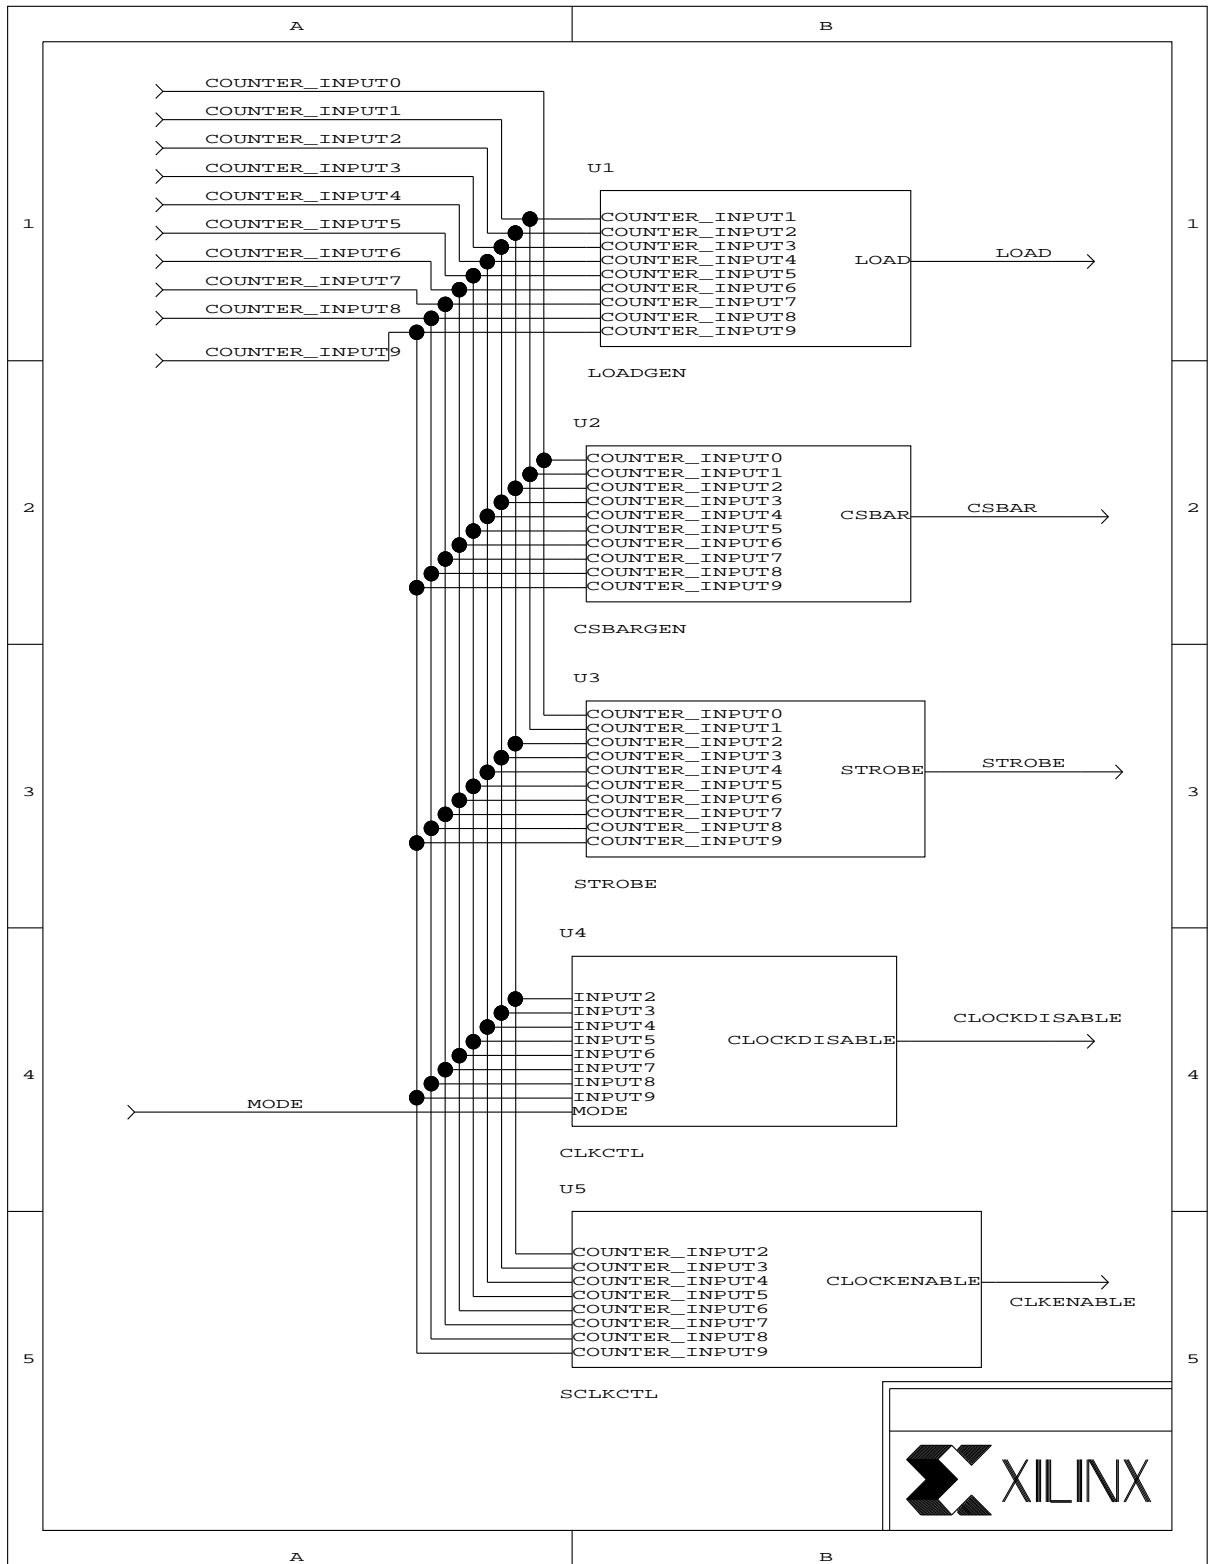 A B
COUNTER_INPUT0
COUNTER_INPUT1
COUNTER_INPUT2
COUNTER_INPUT3
COUNTER_INPUT4
COUNTER_INPUT5
COUNTER_INPUT6
COUNTER_INPUT7
COUNTER_INPUT8
COUNTER_INPUT9
1 1
U1
COUNTER_INPUT1
COUNTER_INPUT2
COUNTER_INPUT3
COUNTER_INPUT4
COUNTER_INPUT5
COUNTER_INPUT6
COUNTER_INPUT7
COUNTER_INPUT8
COUNTER_INPUT9
LOAD LOAD
LOADGEN
2 2
U2
COUNTER_INPUT0
COUNTER_INPUT1
COUNTER_INPUT2
COUNTER_INPUT3
COUNTER_INPUT4
COUNTER_INPUT5
COUNTER_INPUT6
COUNTER_INPUT7
COUNTER_INPUT8
COUNTER_INPUT9
CSBAR CSBAR
CSBARGEN
3 3
U3
COUNTER_INPUT0
COUNTER_INPUT1
COUNTER_INPUT2
COUNTER_INPUT3
COUNTER_INPUT4
COUNTER_INPUT5
COUNTER_INPUT6
COUNTER_INPUT7
COUNTER_INPUT8
COUNTER_INPUT9
STROBE STROBE
STROBE
4 4
U4
INPUT2
INPUT3
INPUT4
INPUT5
INPUT6
INPUT7
INPUT8
INPUT9
MODE MODE
CLOCKDISABLE CLOCKDISABLE
CLKCTL
5 5
U5
COUNTER_INPUT2
COUNTER_INPUT3
COUNTER_INPUT4
COUNTER_INPUT5
COUNTER_INPUT6
COUNTER_INPUT7
COUNTER_INPUT8
COUNTER_INPUT9
CLOCKENABLE
CLKENABLE
SCLKCTL
XILINX
A B